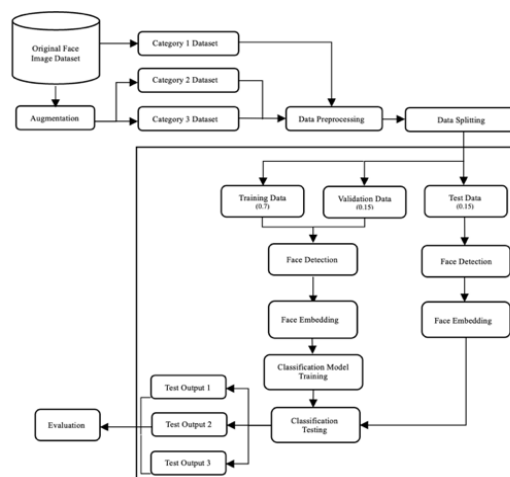 Original Face
Image Dataset
Category 1 Dataset
Category 2 Dataset
Augmentation
Category 3 Dataset
Data Preprocessing
Data Splitting
Training Data
(0.7)
Validation Data
(0.15)
Test Data
(0.15)
Face Detection
Face Detection
Face Embedding
Face Embedding
Classification Model
Training
Test Output 1
Evaluation
Test Output 2
Classification
Testing
Test Output 3